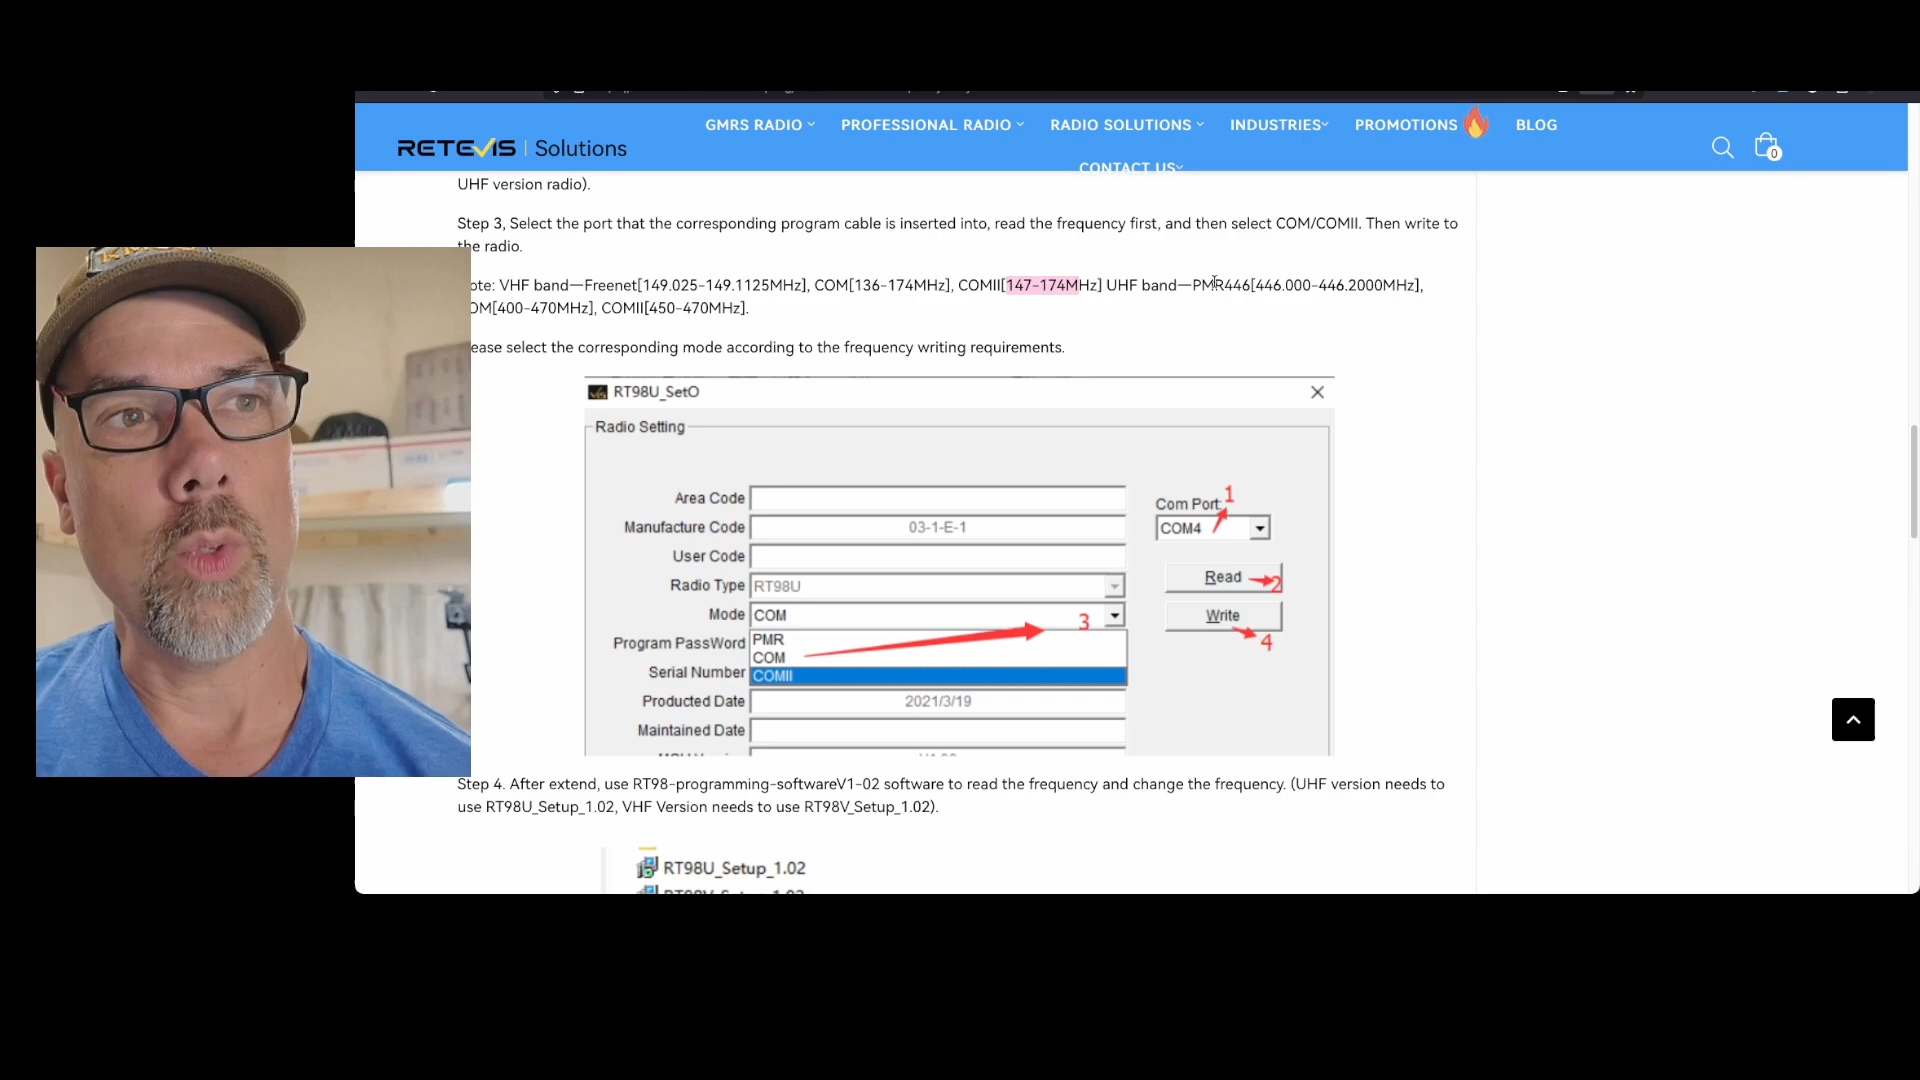 GMRS RADIO
PROFESSIONAL RADIO
RADIO SOLUTIONS
INDUSTRIES
PROMOTIONS
BLOG
RETEVIS | Solutions
CONTACT US
0
UHF version radio).
Step 3, Select the port that the corresponding program cable is inserted into, read the frequency first, and then select COM/COMII. Then write to
the radio.
ote: VHF band—Freenet[149.025-149.1125MHz], COM[136-174MHz], COMII[147-174MHz] UHF band—PMR446[446.000-446.2000MHz],
OM[400-470MHz], COMII[450-470MHz].
ease select the corresponding mode according to the frequency writing requirements.
RT98U_SetO
Radio Setting
Area Code
Manufacture Code 03-1-E-1
User Code
Radio Type RT98U
Mode COM 3
Program PassWord PMR
COM
Serial Number COMII
Producted Date 2021/3/19
Maintained Date
Com Port: 1
COM4
Read 2
Write 4
Step 4. After extend, use RT98-programming-softwareV1-02 software to read the frequency and change the frequency. (UHF version needs to
use RT98U_Setup_1.02, VHF Version needs to use RT98V_Setup_1.02).
RT98U_Setup_1.02